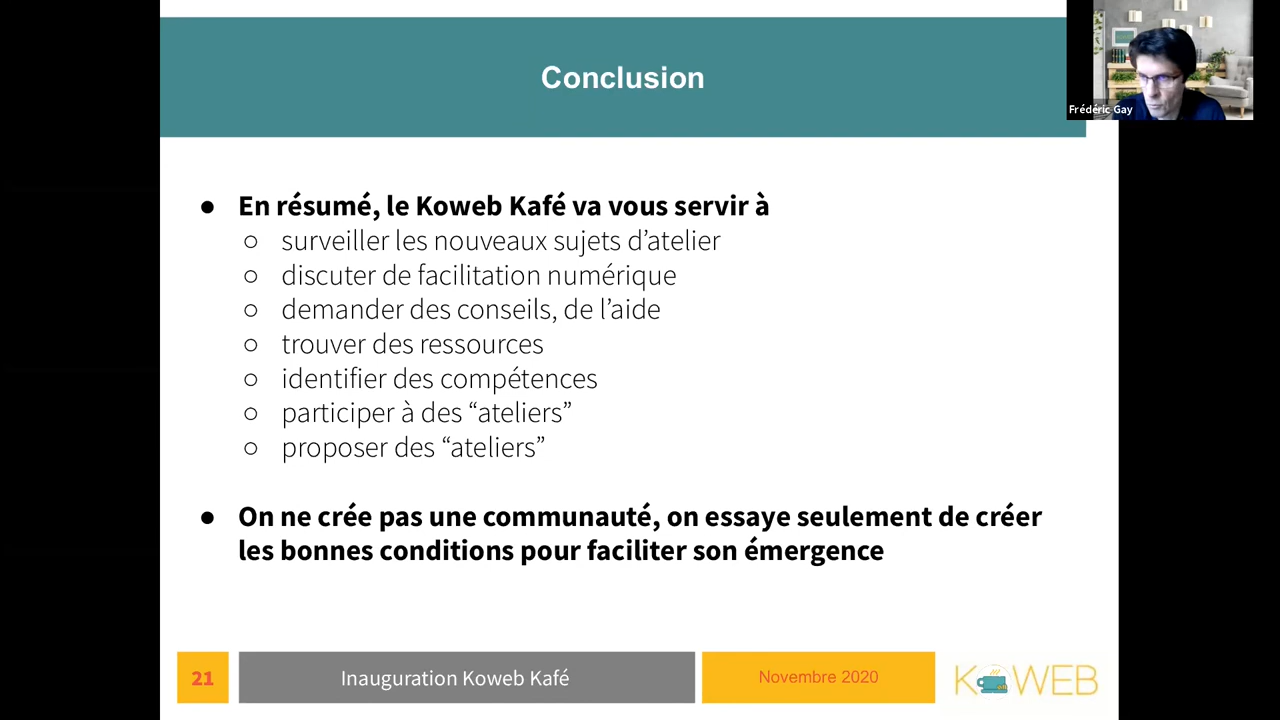 Conclusion
Frédéric Gay
● En résumé, le Koweb Kafé va vous servir à
○ surveiller les nouveaux sujets d’atelier
○ discuter de facilitation numérique
○ demander des conseils, de l’aide
○ trouver des ressources
○ identifier des compétences
○ participer à des “ateliers”
○ proposer des “ateliers”
● On ne crée pas une communauté, on essaye seulement de créer
les bonnes conditions pour faciliter son émergence
21
Inauguration Koweb Kafé
Novembre 2020
KOWEB